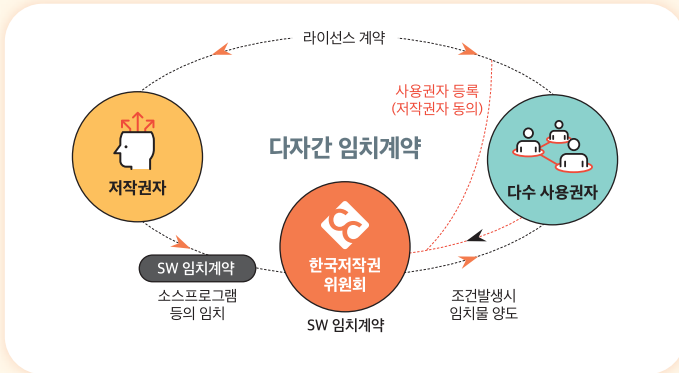 라이선스 계약
사용권자 등록
(저작권자 동의)
다자간 임치계약
저작권자
다수 사용권자
한국저작권
위원회
SW 임치계약
소스프로그램
등의 임치
SW 임치계약
조건발생시
임치물 양도